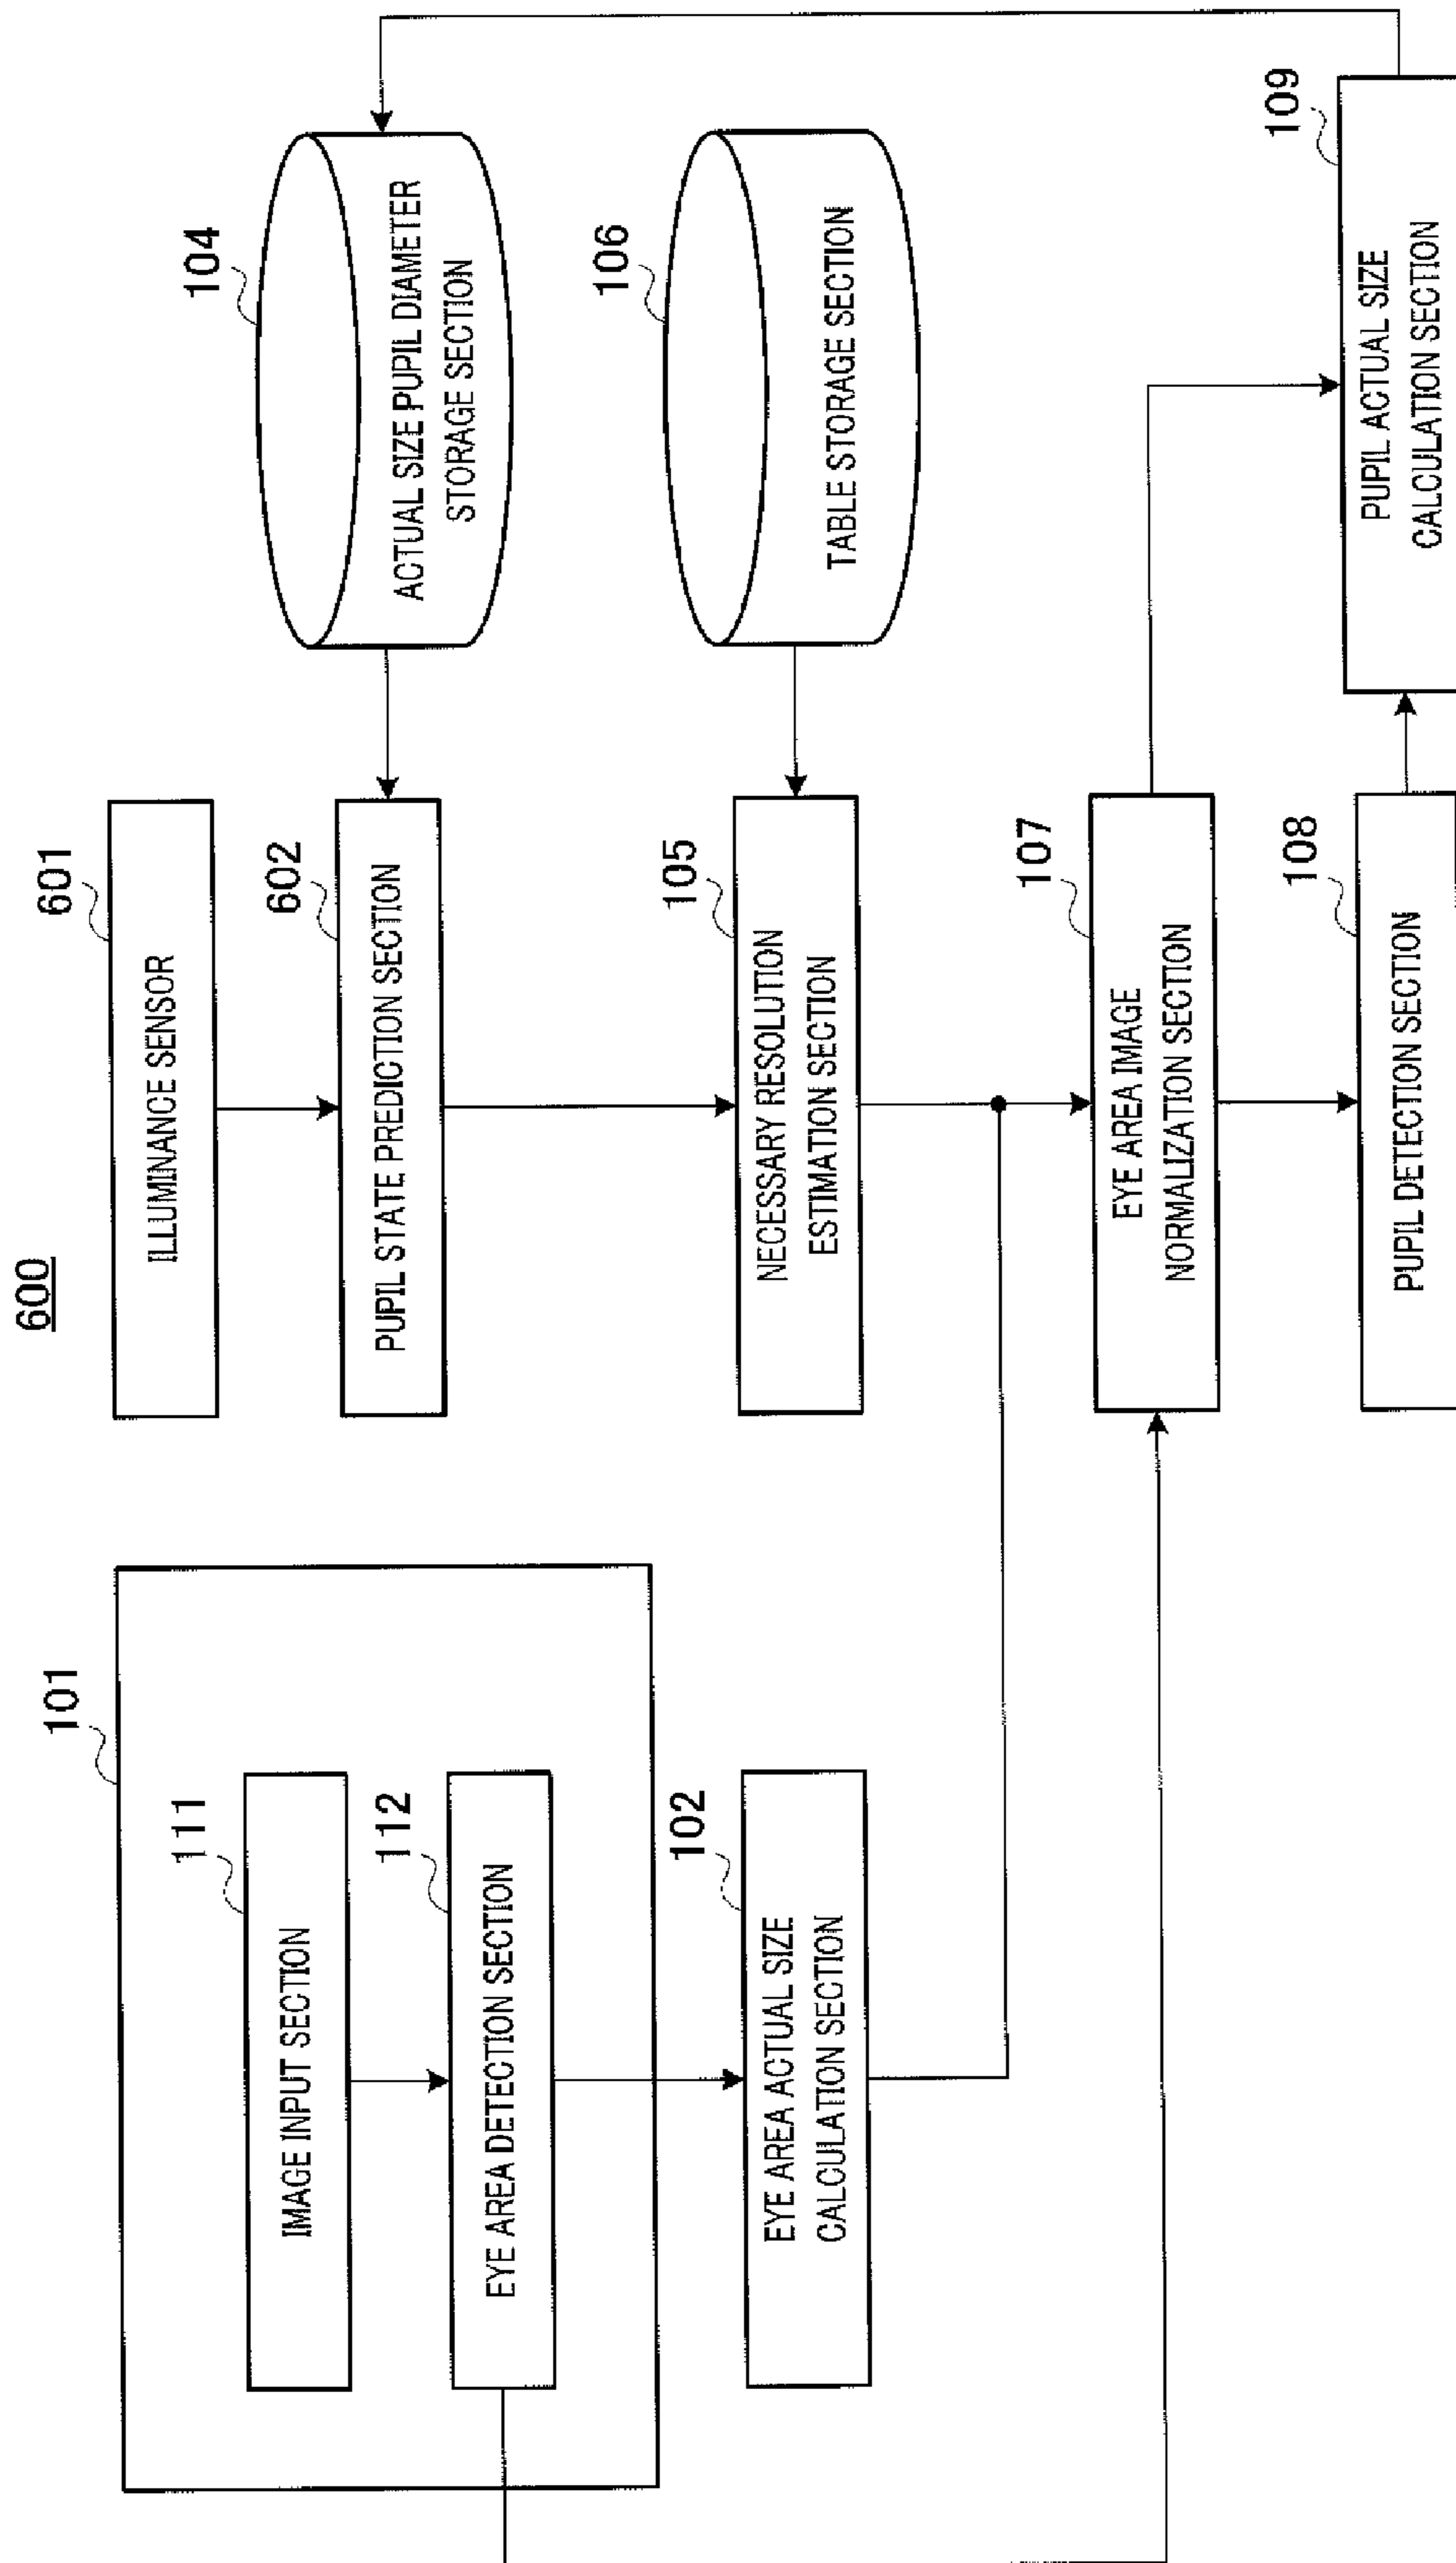 600
101
111
IMAGE INPUT SECTION
112
EYE AREA DETECTION SECTION
102
EYE AREA ACTUAL SIZE
CALCULATION SECTION
601
ILLUMINANCE SENSOR
602
PUPIL STATE PREDICTION SECTION
104
ACTUAL SIZE PUPIL DIAMETER
STORAGE SECTION
105
NECESSARY RESOLUTION
ESTIMATION SECTION
106
TABLE STORAGE SECTION
107
EYE AREA IMAGE
NORMALIZATION SECTION
108
PUPIL DETECTION SECTION
109
PUPIL ACTUAL SIZE
CALCULATION SECTION